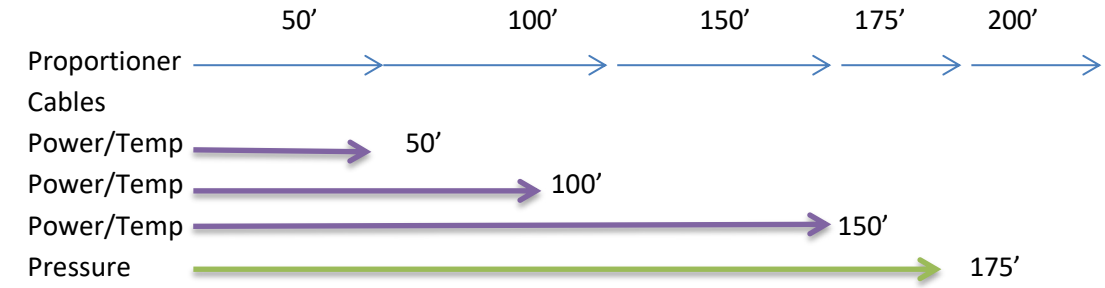 50’ 100’ 150’ 175’ 200’
Proportioner
Cables
Power/Temp 50’
Power/Temp 100’
Power/Temp 150’
Pressure 175’